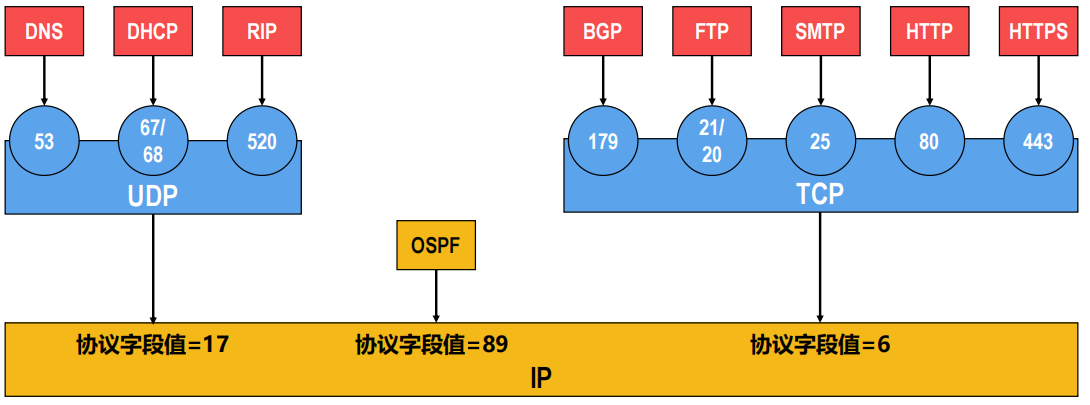 DNS
DHCP
RIP
BGP
FTP
SMTP
HTTP
HTTPS
53
67/
68
520
179
21/
20
25
80
443
UDP
TCP
OSPF
协议字段值=17
协议字段值=89
协议字段值=6
IP